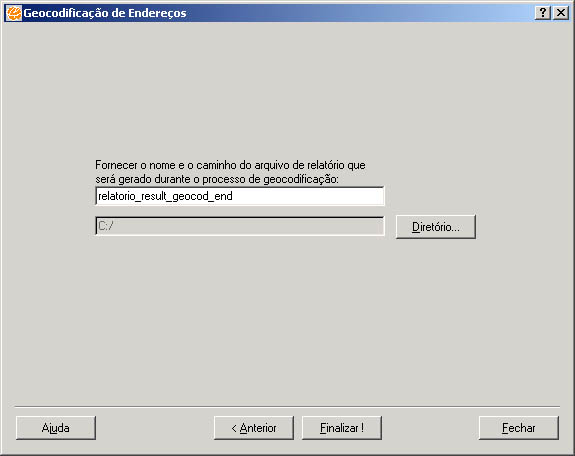 Geocodificação de Endereços
Fornecer o nome e o caminho do arquivo de relatório que
será gerado durante o processo de geocodificação:
relatorio_result_geocod_end
C:/
Diretório...
Ajuda
< Anterior
Finalizar !
Fechar